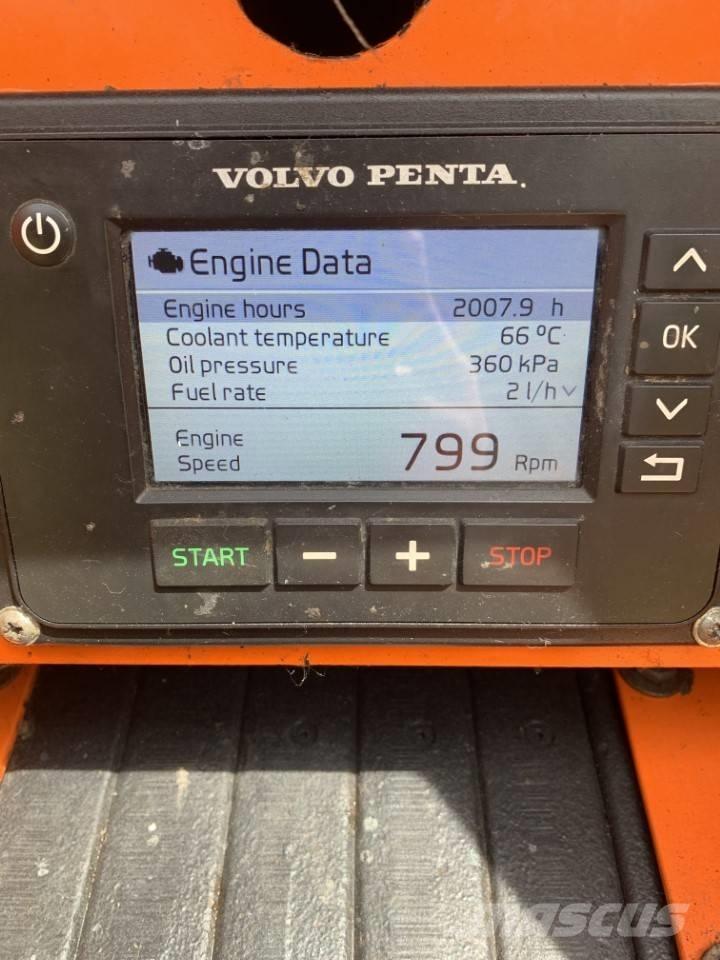 VOLVO PENTA.
Engine Data
Engine hours 2007.9 h
Coolant temperature 66 ºC
Oil pressure 360 kPa
Fuel rate 2 l/h
Engine
Speed 799 Rpm
OK
START − + STOP
mascus